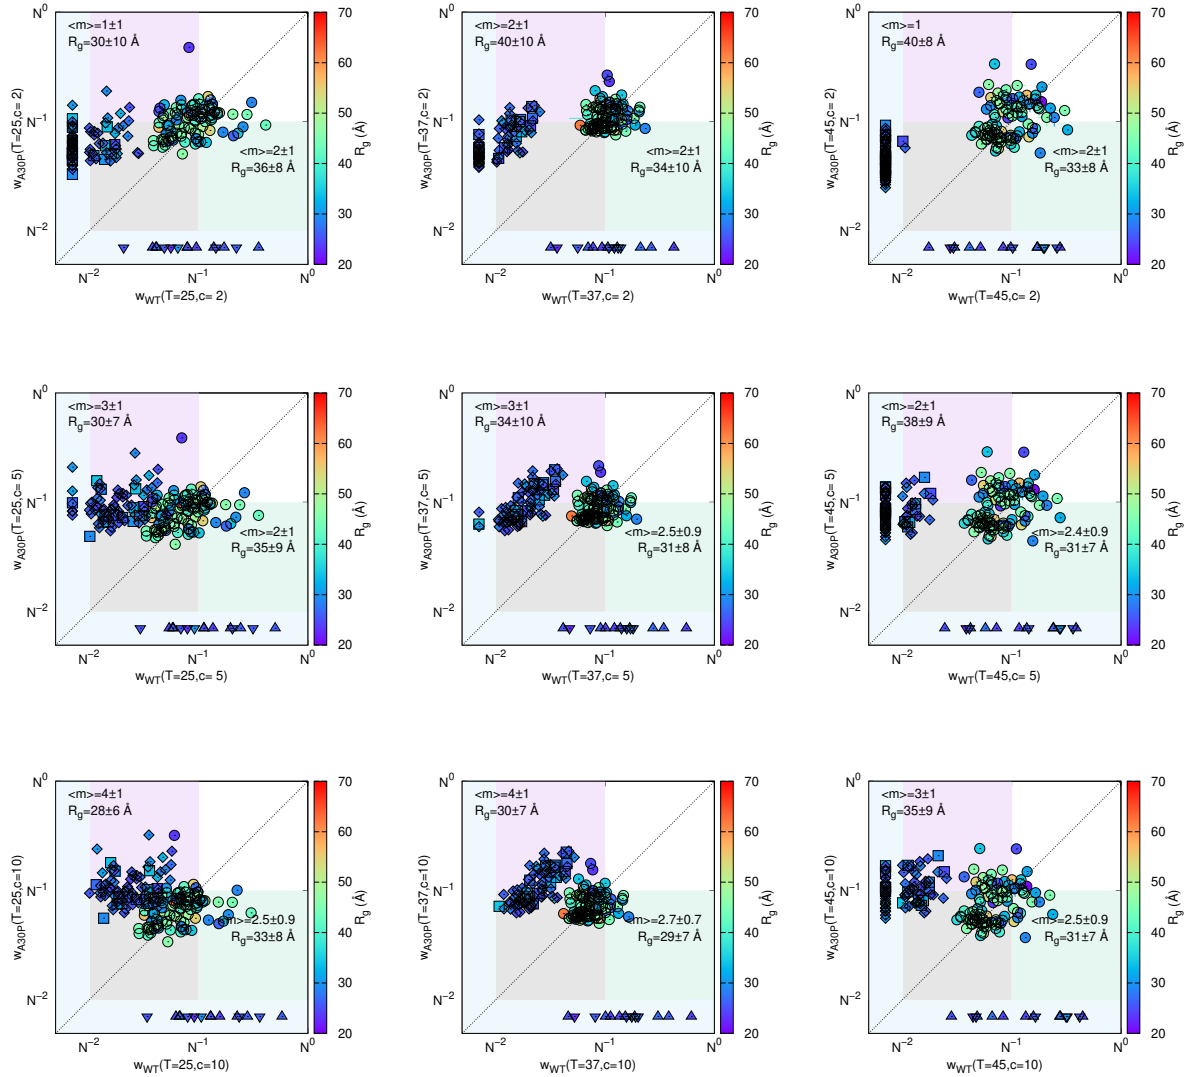 <m>=1±1
R_g=30±10 Å
<m>=2±1
R_g=36±8 Å
N^0
N^-1
N^-2
N^-2
N^-1
N^0
w_A30P(T=25,c= 2)
w_WT(T=25,c= 2)
70
60
50
40
30
20
R_g (Å)
<m>=2±1
R_g=40±10 Å
<m>=2±1
R_g=34±10 Å
N^0
N^-1
N^-2
N^-2
N^-1
N^0
w_A30P(T=37,c= 2)
w_WT(T=37,c= 2)
70
60
50
40
30
20
R_g (Å)
<m>=1
R_g=40±8 Å
<m>=2±1
R_g=33±8 Å
N^0
N^-1
N^-2
N^-2
N^-1
N^0
w_A30P(T=45,c= 2)
w_WT(T=45,c= 2)
70
60
50
40
30
20
R_g (Å)
<m>=3±1
R_g=30±7 Å
<m>=2±1
R_g=35±9 Å
N^0
N^-1
N^-2
N^-2
N^-1
N^0
w_A30P(T=25,c= 5)
w_WT(T=25,c= 5)
70
60
50
40
30
20
R_g (Å)
<m>=3±1
R_g=34±10 Å
<m>=2.5±0.9
R_g=31±8 Å
N^0
N^-1
N^-2
N^-2
N^-1
N^0
w_A30P(T=37,c= 5)
w_WT(T=37,c= 5)
70
60
50
40
30
20
R_g (Å)
<m>=2±1
R_g=38±9 Å
<m>=2.4±0.9
R_g=31±7 Å
N^0
N^-1
N^-2
N^-2
N^-1
N^0
w_A30P(T=45,c= 5)
w_WT(T=45,c= 5)
70
60
50
40
30
20
R_g (Å)
<m>=4±1
R_g=28±6 Å
<m>=2.5±0.9
R_g=33±8 Å
N^0
N^-1
N^-2
N^-2
N^-1
N^0
w_A30P(T=25,c=10)
w_WT(T=25,c=10)
70
60
50
40
30
20
R_g (Å)
<m>=4±1
R_g=30±7 Å
<m>=2.7±0.7
R_g=29±7 Å
N^0
N^-1
N^-2
N^-2
N^-1
N^0
w_A30P(T=37,c=10)
w_WT(T=37,c=10)
70
60
50
40
30
20
R_g (Å)
<m>=3±1
R_g=35±9 Å
<m>=2.5±0.9
R_g=31±7 Å
N^0
N^-1
N^-2
N^-2
N^-1
N^0
w_A30P(T=45,c=10)
w_WT(T=45,c=10)
70
60
50
40
30
20
R_g (Å)